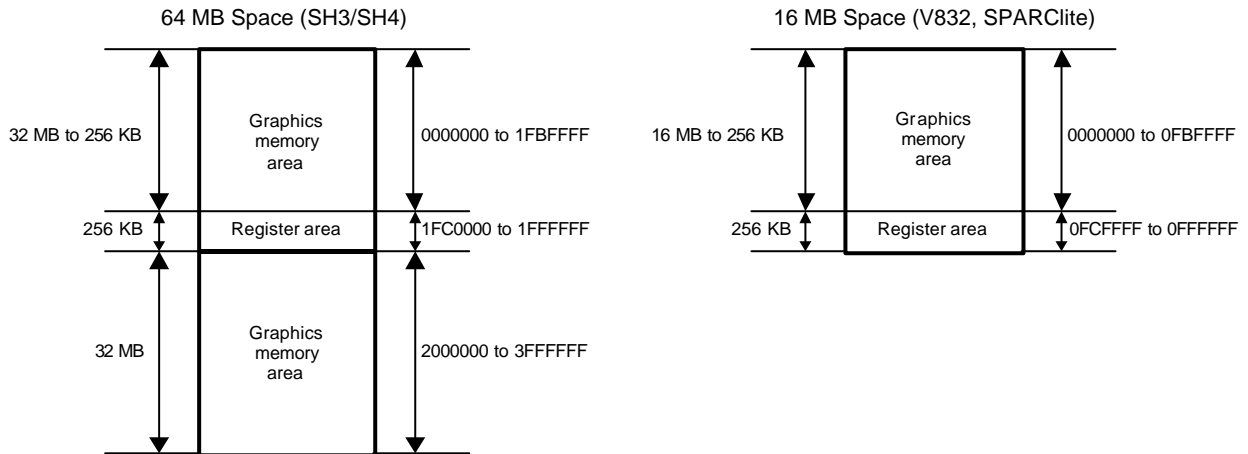 64 MB Space (SH3/SH4)
32 MB to 256 KB
Graphics
memory
area
0000000 to 1FBFFFF
256 KB
Register area
1FC0000 to 1FFFFFF
32 MB
Graphics
memory
area
2000000 to 3FFFFFF
16 MB Space (V832, SPARClite)
16 MB to 256 KB
Graphics
memory
area
0000000 to 0FBFFFF
256 KB
Register area
0FCFFFF to 0FFFFFF